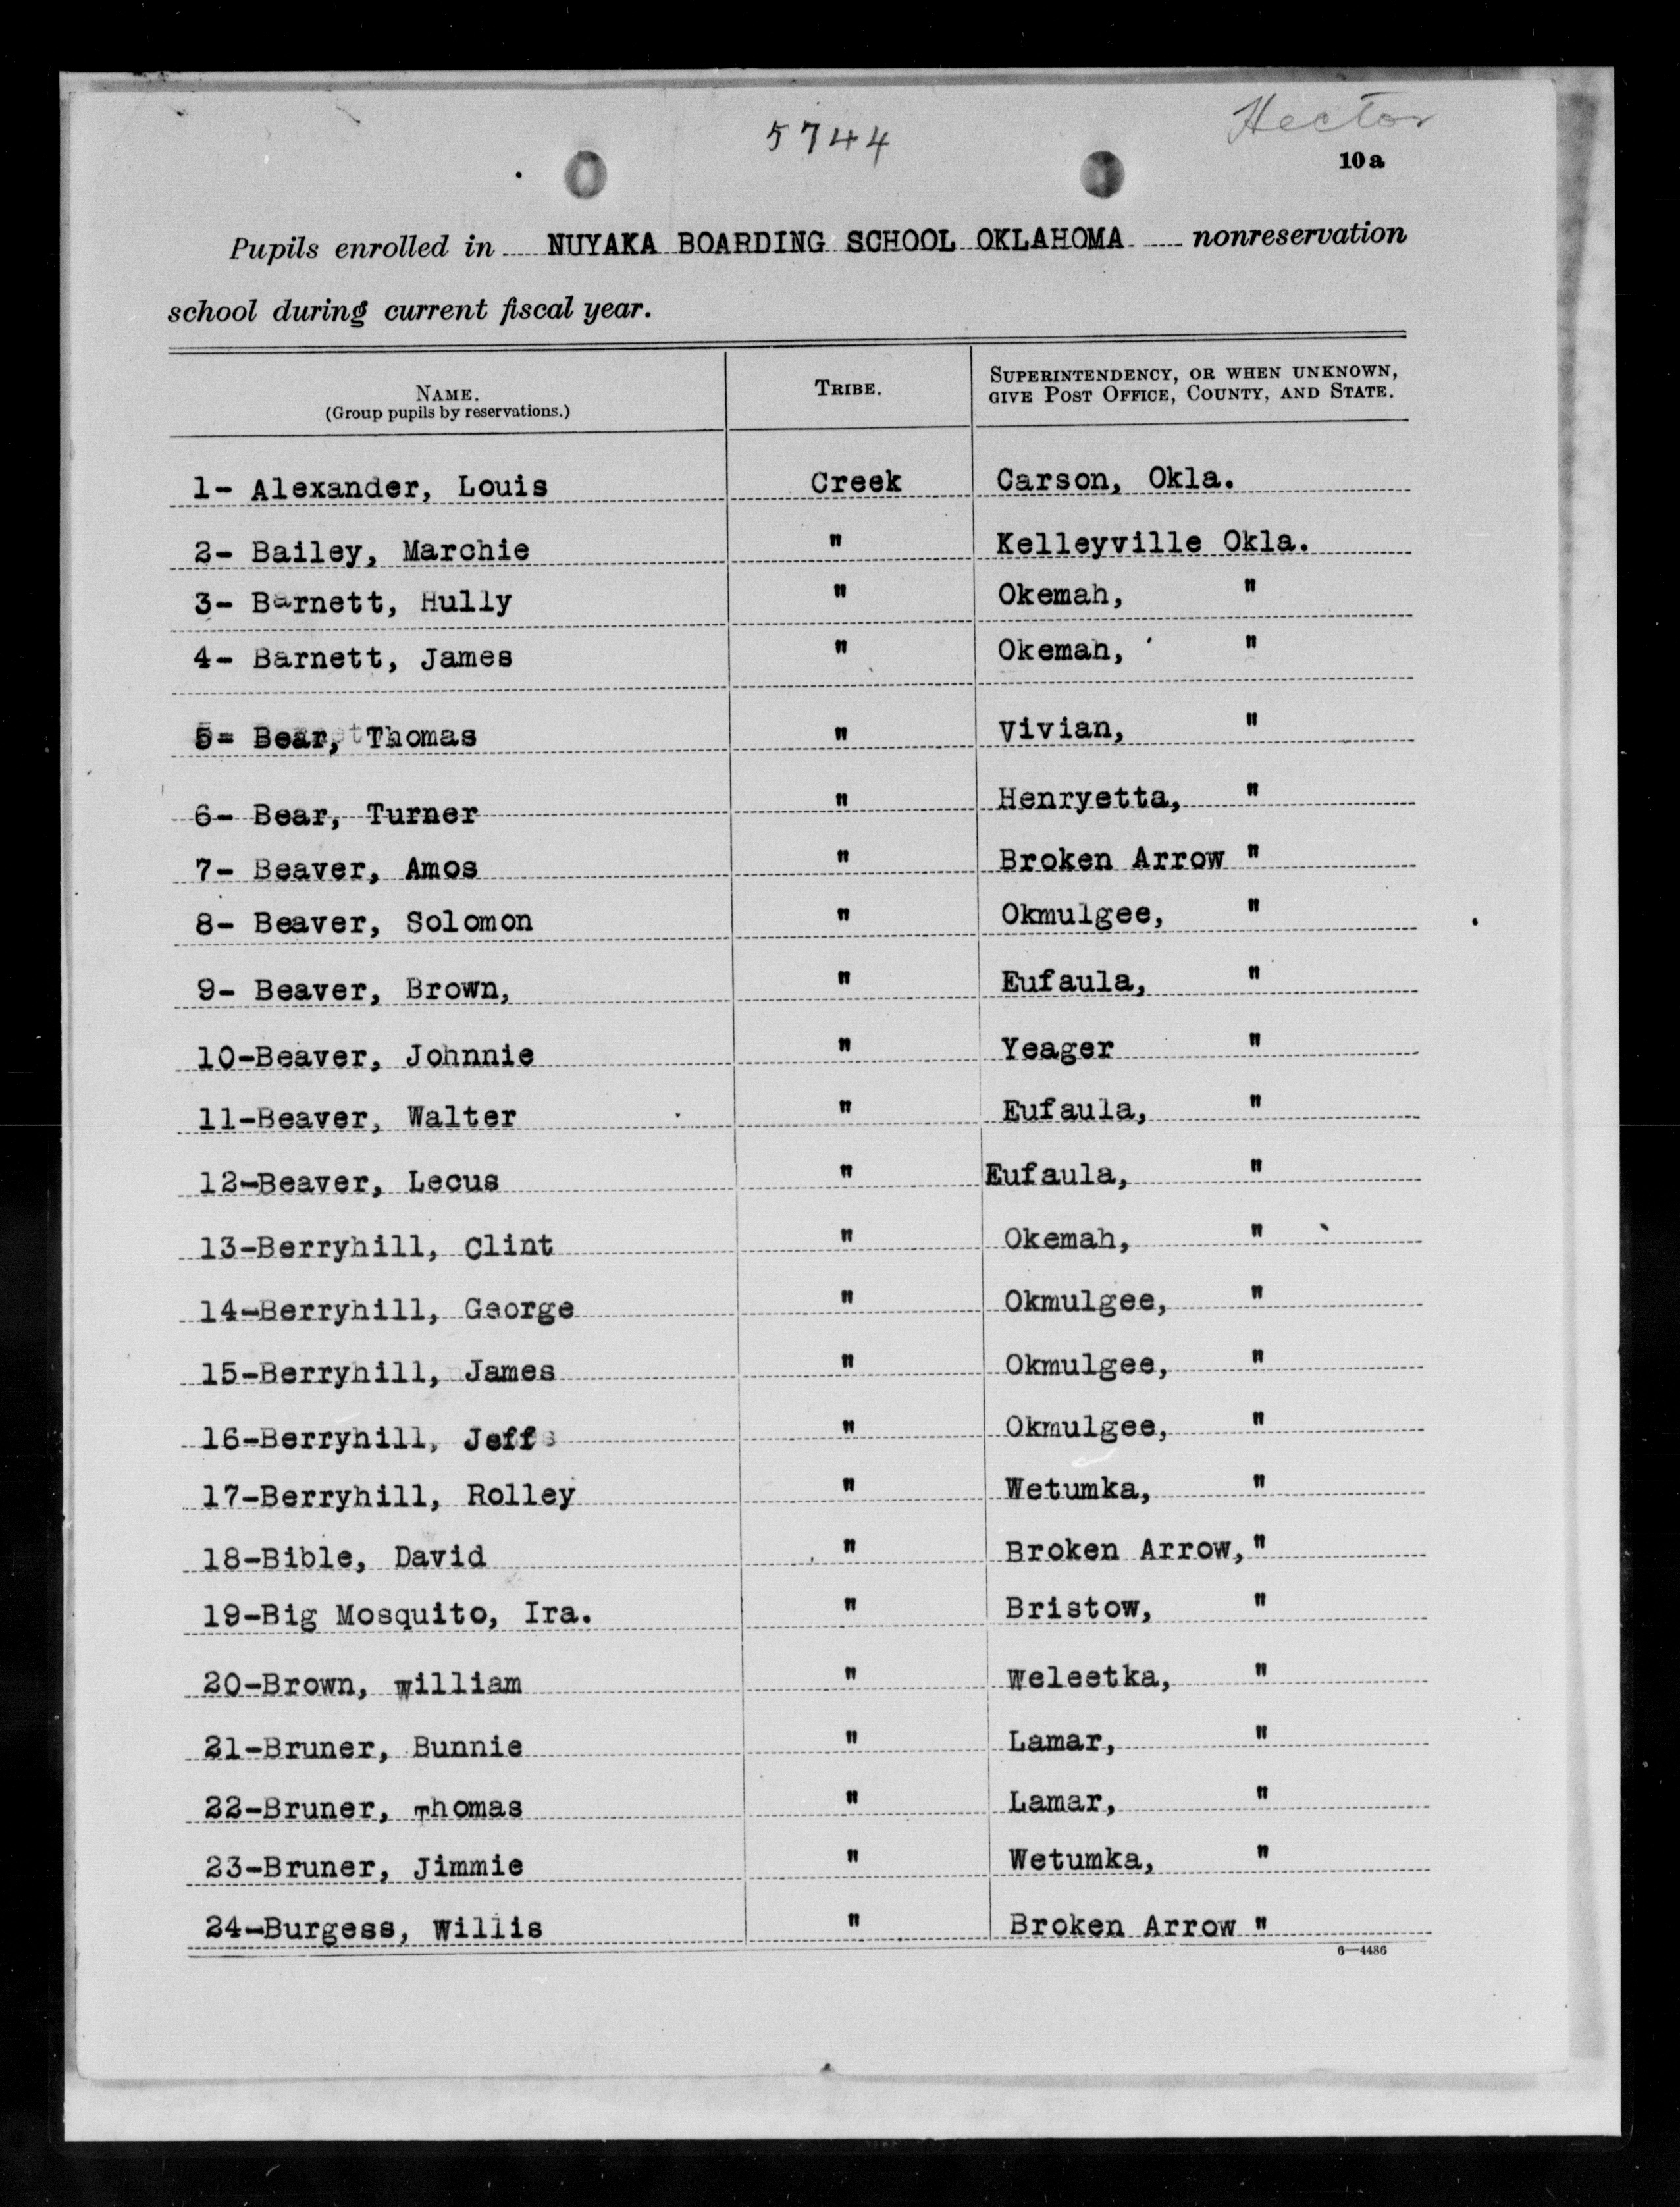 5744
Hector
10a
Pupils enrolled in NUYAKA BOARDING SCHOOL OKLAHOMA nonreservation
school during current fiscal year.
NAME. TRIBE. SUPERINTENDENCY, OR WHEN UNKNOWN,
(Group pupils by reservations.) GIVE POST OFFICE, COUNTY, AND STATE.
1- Alexander, Louis Creek Carson, Okla.
2- Bailey, Marchie " Kelleyville Okla.
3- Barnett, Hully " Okemah, "
4- Barnett, James " Okemah, "
5- Bear, Thomas " Vivian, "
6- Bear, Turner " Henryetta, "
7- Beaver, Amos " Broken Arrow "
8- Beaver, Solomon " Okmulgee, "
9- Beaver, Brown, " Eufaula, "
10-Beaver, Johnnie " Yeager "
11-Beaver, Walter " Eufaula, "
12-Beaver, Lecus " Eufaula, "
13-Berryhill, Clint " Okemah, "
14-Berryhill, George " Okmulgee, "
15-Berryhill, James " Okmulgee, "
16-Berryhill, Jeff " Okmulgee, "
17-Berryhill, Rolley " Wetumka, "
18-Bible, David " Broken Arrow, "
19-Big Mosquito, Ira. " Bristow, "
20-Brown, William " Weleetka, "
21-Bruner, Bunnie " Lamar, "
22-Bruner, Thomas " Lamar, "
23-Bruner, Jimmie " Wetumka, "
24-Burgess, Willis " Broken Arrow "
6—4486